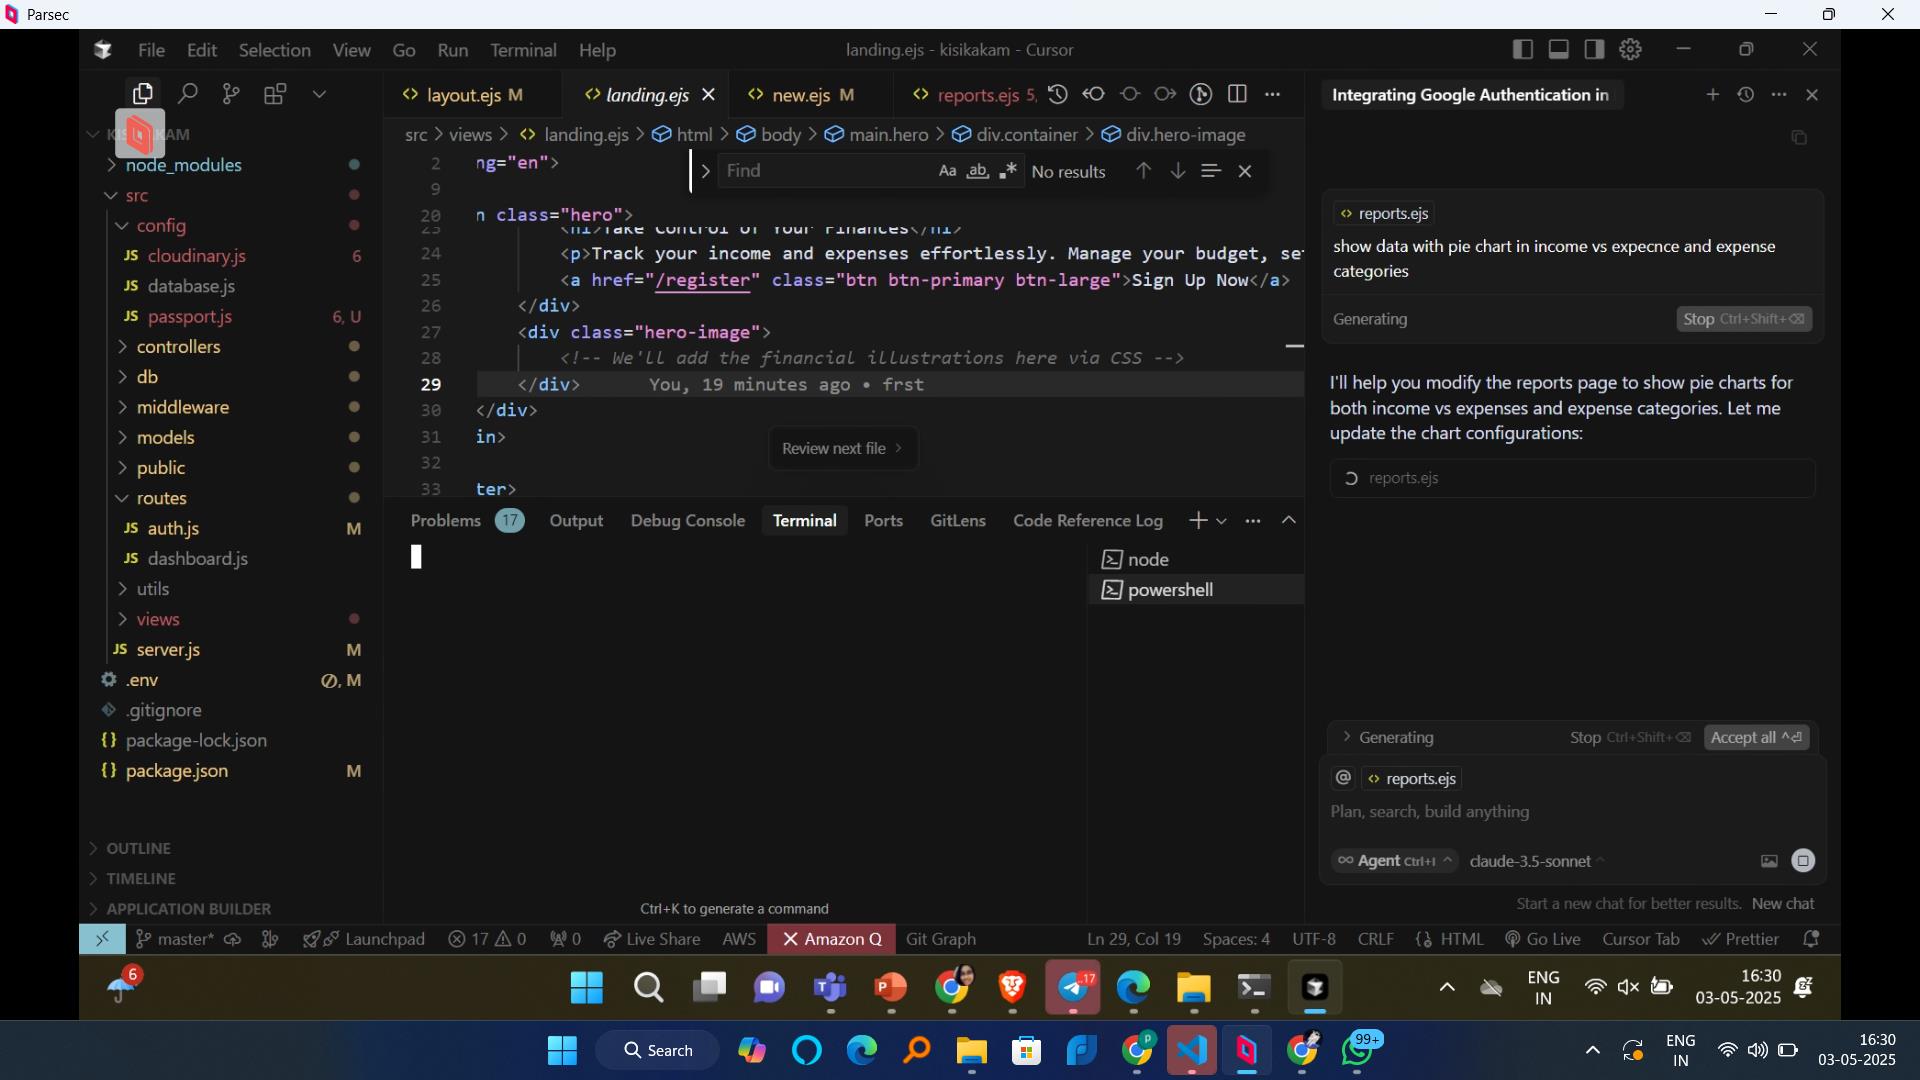 Parsec
File Edit Selection View Go Run Terminal Help
landing.ejs - kisikakam - Cursor
layout.ejs M
landing.ejs
new.ejs M
reports.ejs 5,
src > views > landing.ejs > html > body > main.hero > div.container > div.hero-image
node_modules
src
config
JS cloudinary.js 6
JS database.js
JS passport.js 6, U
controllers
db
middleware
models
public
routes
JS auth.js M
JS dashboard.js
utils
views
JS server.js M
.env M
.gitignore
{} package-lock.json
{} package.json M
OUTLINE
TIMELINE
APPLICATION BUILDER
Find
Aa ab .* No results
2 ng="en">
9
20 n class="hero">
23 <h1>Take Control of Your Finances</h1>
24 <p>Track your income and expenses effortlessly. Manage your budget, se
25 <a href="/register" class="btn btn-primary btn-large">Sign Up Now</a>
26 </div>
27 <div class="hero-image">
28 <!-- We'll add the financial illustrations here via CSS -->
29 </div> You, 19 minutes ago • frst
30 </div>
31 in>
32
33 ter>
Review next file >
Problems 17 Output Debug Console Terminal Ports GitLens Code Reference Log
node
powershell
Ctrl+K to generate a command
Integrating Google Authentication in
reports.ejs
show data with pie chart in income vs expecnce and expense
categories
Generating Stop Ctrl+Shift+⌫
I'll help you modify the reports page to show pie charts for
both income vs expenses and expense categories. Let me
update the chart configurations:
reports.ejs
> Generating Stop Ctrl+Shift+⌫ Accept all ^⏎
@ reports.ejs
Plan, search, build anything
∞ Agent Ctrl+I claude-3.5-sonnet
Start a new chat for better results. New chat
master* Launchpad 17 0 0 Live Share AWS Amazon Q Git Graph
Ln 29, Col 19 Spaces: 4 UTF-8 CRLF HTML Go Live Cursor Tab Prettier
6
17
ENG
IN
16:30
03-05-2025
Search
P
99+
ENG
IN
16:30
03-05-2025